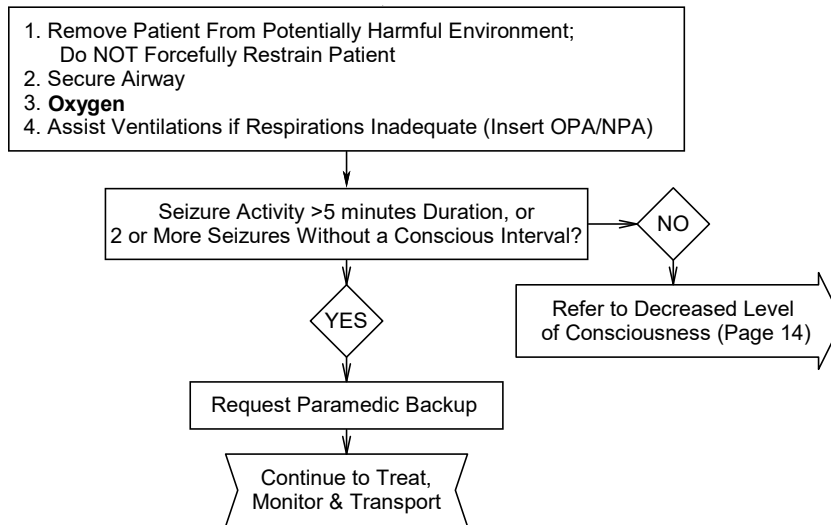 1. Remove Patient From Potentially Harmful Environment;
Do NOT Forcefully Restrain Patient
2. Secure Airway
3. Oxygen
4. Assist Ventilations if Respirations Inadequate (Insert OPA/NPA)
Seizure Activity >5 minutes Duration, or
2 or More Seizures Without a Conscious Interval?
NO
YES
Refer to Decreased Level
of Consciousness (Page 14)
Request Paramedic Backup
Continue to Treat,
Monitor & Transport